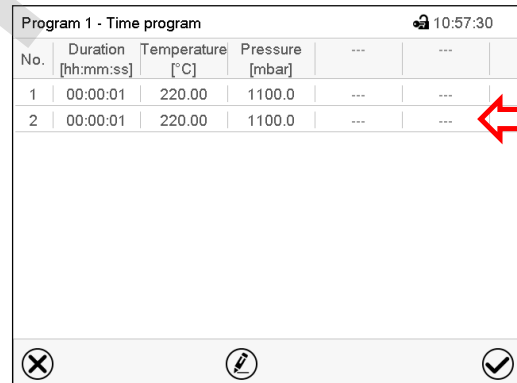 Program 1 - Time program 10:57:30
No. Duration [hh:mm:ss] Temperature [°C] Pressure [mbar] --- ---
1 00:00:01 220.00 1100.0 --- ---
2 00:00:01 220.00 1100.0 --- ---